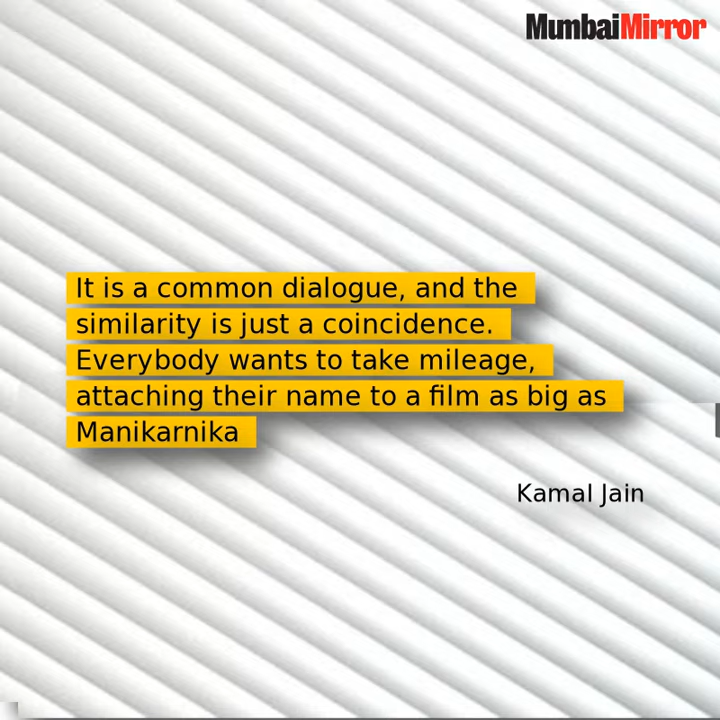 MumbaiMirror
It is a common dialogue, and the
similarity is just a coincidence.
Everybody wants to take mileage,
attaching their name to a film as big as
Manikarnika
Kamal Jain